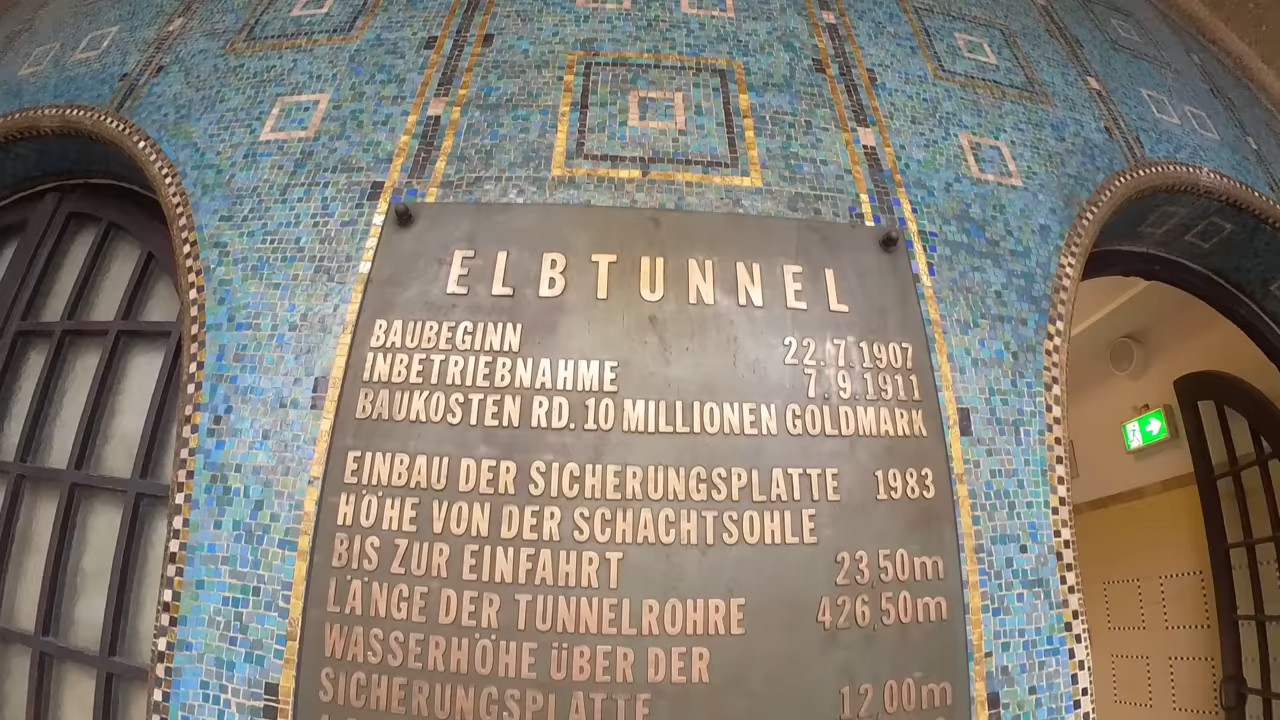 ELBTUNNEL
BAUBEGINN 22.7.1907
INBETRIEBNAHME 7.9.1911
BAUKOSTEN RD. 10 MILLIONEN GOLDMARK
EINBAU DER SICHERUNGSPLATTE 1983
HÖHE VON DER SCHACHTSOHLE
BIS ZUR EINFAHRT 23,50m
LÄNGE DER TUNNELROHRE 426,50m
WASSERHÖHE ÜBER DER
SICHERUNGSPLATTE 12,00m